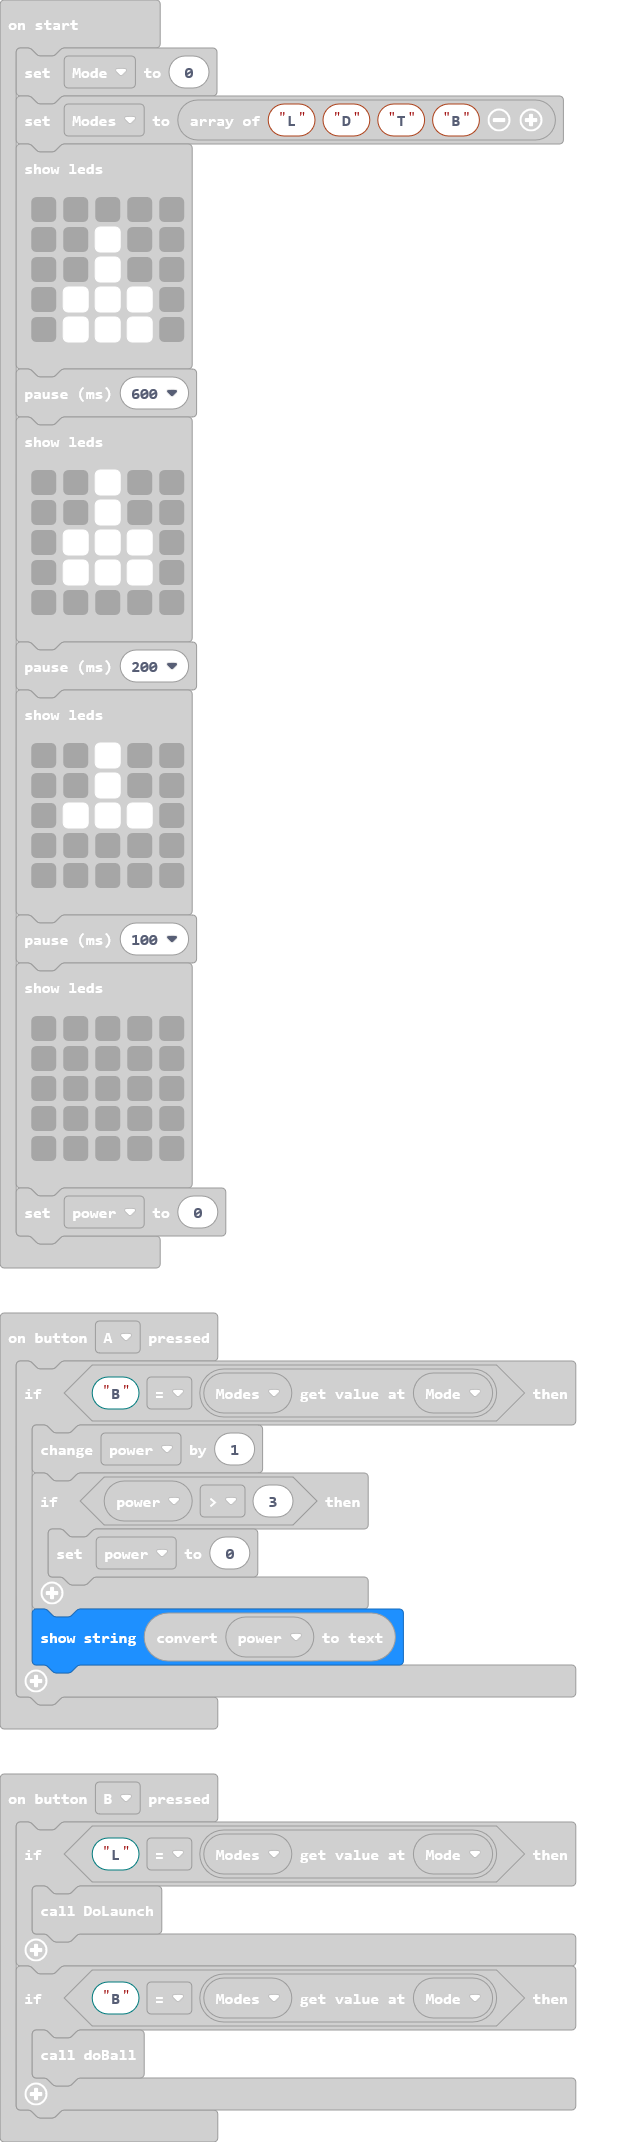 on start
set Mode to 0
set Modes to array of "L" "D" "T" "B"
show leds
pause (ms) 600
show leds
pause (ms) 200
show leds
pause (ms) 100
show leds
set power to 0
on button A pressed
if "B" = Modes get value at Mode then
change power by 1
if power > 3 then
set power to 0
show string convert power to text
on button B pressed
if "L" = Modes get value at Mode then
call DoLaunch
if "B" = Modes get value at Mode then
call doBall